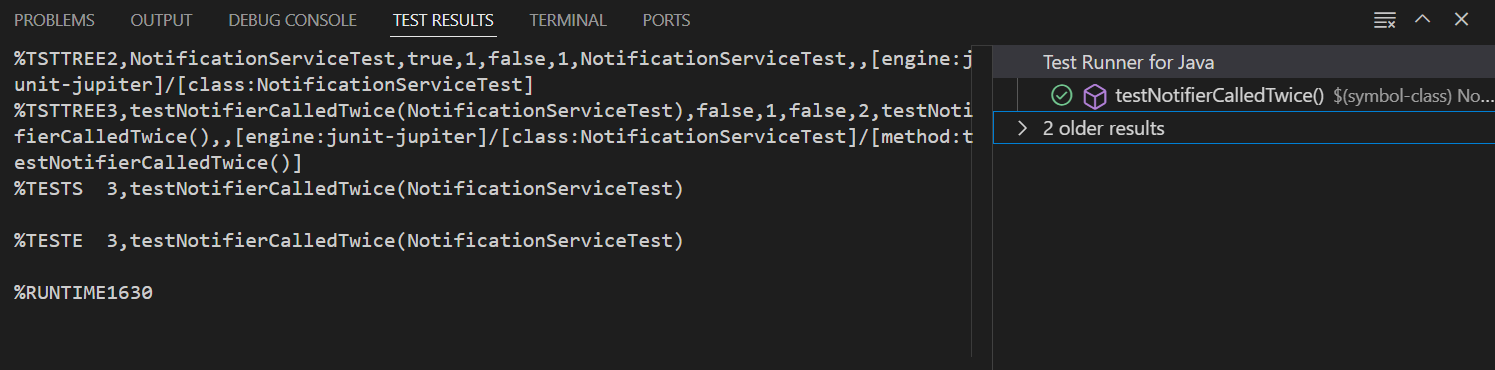 PROBLEMS OUTPUT DEBUG CONSOLE TEST RESULTS TERMINAL PORTS
%TSTTREE2,NotificationServiceTest,true,1,false,1,NotificationServiceTest,,[engine:j
unit-jupiter]/[class:NotificationServiceTest]
%TSTTREE3,testNotifierCalledTwice(NotificationServiceTest),false,1,false,2,testNoti
fierCalledTwice(),,[engine:junit-jupiter]/[class:NotificationServiceTest]/[method:t
estNotifierCalledTwice()]
%TESTS  3,testNotifierCalledTwice(NotificationServiceTest)
%TESTE  3,testNotifierCalledTwice(NotificationServiceTest)
%RUNTIME1630
Test Runner for Java
testNotifierCalledTwice() $(symbol-class) No...
2 older results